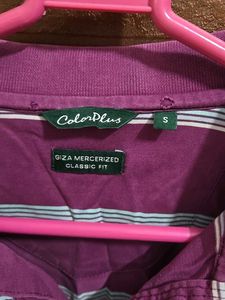 ColorPlus
S
GIZA MERCERIZED
CLASSIC FIT